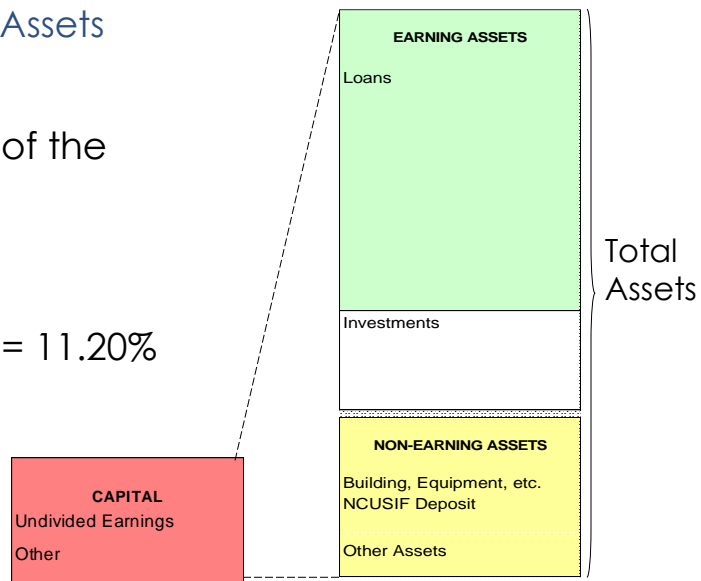 Assets
of the
= 11.20%
CAPITAL
Undivided Earnings
Other
EARNING ASSETS
Loans
Investments
NON-EARNING ASSETS
Building, Equipment, etc.
NCUSIF Deposit
Other Assets
Total
Assets